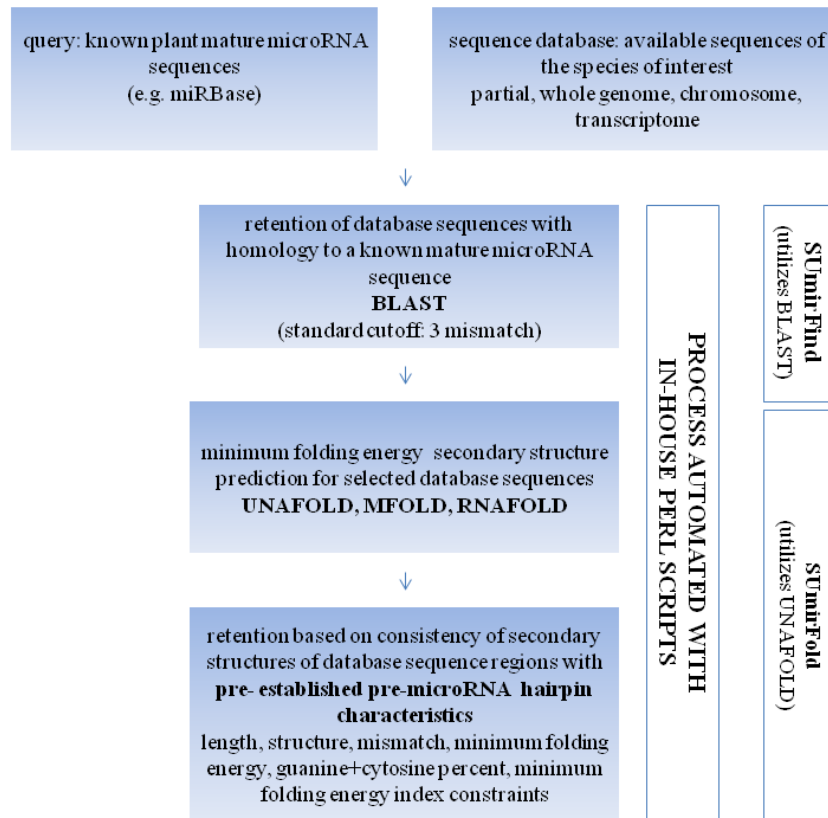 query: known plant mature microRNA
sequences
(e.g. miRBase)
sequence database: available sequences of
the species of interest
partial, whole genome, chromosome,
transcriptome
retention of database sequences with
homology to a known mature microRNA
sequence
BLAST
(standard cutoff: 3 mismatch)
minimum folding energy secondary structure
prediction for selected database sequences
UNAFOLD, MFOLD, RNAFOLD
retention based on consistency of secondary
structures of database sequence regions with
pre- established pre-microRNA hairpin
characteristics
length, structure, mismatch, minimum folding
energy, guanine+cytosine percent, minimum
folding energy index constraints
PROCESS AUTOMATED WITH
IN-HOUSE PERL SCRIPTS
SUmirFind
(utilizes BLAST)
SUmirFold
(utilizes UNAFOLD)